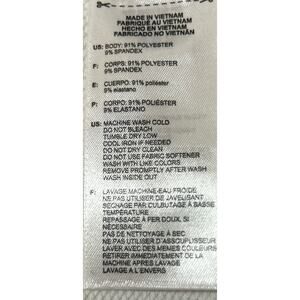 MADE IN VIETNAM
FABRIQUÉ AU VIETNAM
HECHO EN VIETNAM
FABRICADO NO VIETNÃ
US: BODY: 91% POLYESTER
9% SPANDEX
F: CORPS: 91% POLYESTER
9% SPANDEX
E: CUERPO: 91% poliéster
9% elastano
P: CORPO: 91% POLIÉSTER
9% ELASTANO
US: MACHINE WASH COLD
DO NOT BLEACH
TUMBLE DRY LOW
COOL IRON IF NEEDED
DO NOT DRY CLEAN
DO NOT USE FABRIC SOFTENER
WASH WITH LIKE COLORS
REMOVE PROMPTLY AFTER WASH
WASH INSIDE OUT
F: LAVAGE MACHINE-EAU FROIDE
NE PAS UTILISER DE JAVELISANT
SECHAGE PAR CULBUTAGE À BASSE
TEMPÉRATURE
REPASSAGE À FER DOUX SI
NÉCESSAIRE
PAS DE NETTOYAGE À SEC
NE PAS UTILISER D'ASSOUPLISSEUR
LAVER AVEC DES MÊMES COULEURS
RETIRER IMMÉDIATEMENT DE LA
MACHINE APRÈS LAVAGE
LAVAGE A L'ENVERS